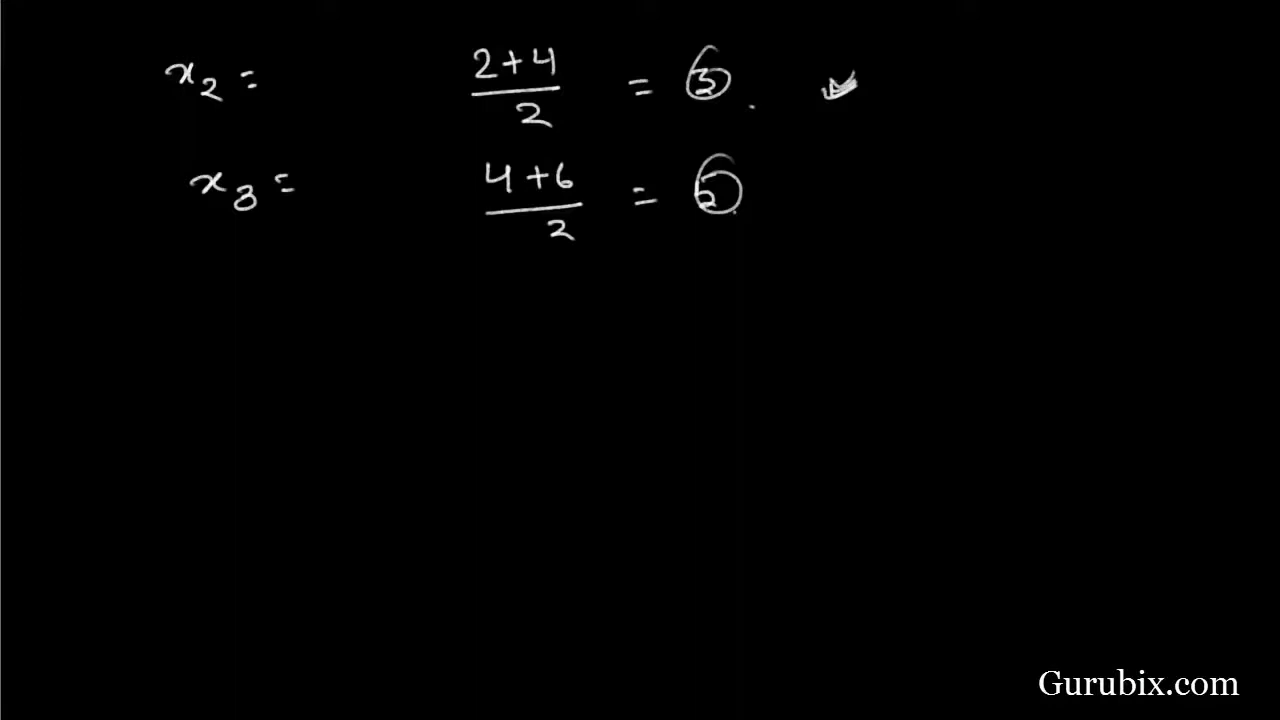 x₂ = (2+4)/2 = 3.
x₃ = (4+6)/2 = 5
Gurubix.com